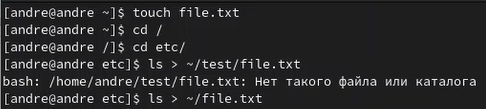 [andre@andre ~]$ touch file.txt
[andre@andre ~]$ cd /
[andre@andre /]$ cd etc/
[andre@andre etc]$ ls > ~/test/file.txt
bash: /home/andre/test/file.txt: Нет такого файла или каталога
[andre@andre etc]$ ls > ~/file.txt